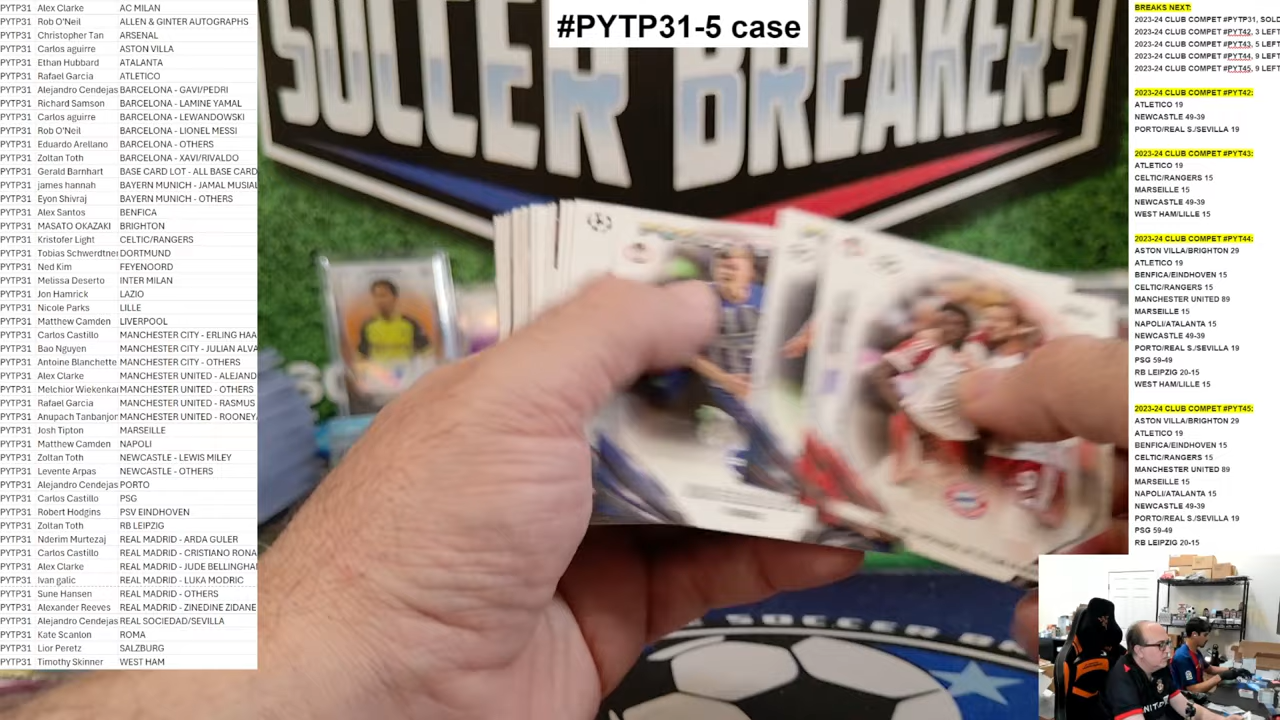 #PYTP31-5 case
PYTP31 Alex Clarke AC MILAN
PYTP31 Rob O'Neil ALLEN & GINTER AUTOGRAPHS
PYTP31 Christopher Tan ARSENAL
PYTP31 Carlos aguirre ASTON VILLA
PYTP31 Ethan Hubbard ATALANTA
PYTP31 Rafael Garcia ATLETICO
PYTP31 Alejandro Cendejas BARCELONA - GAVI/PEDRI
PYTP31 Richard Samson BARCELONA - LAMINE YAMAL
PYTP31 Carlos aguirre BARCELONA - LEWANDOWSKI
PYTP31 Rob O'Neil BARCELONA - LIONEL MESSI
PYTP31 Eduardo Arellano BARCELONA - OTHERS
PYTP31 Zoltan Toth BARCELONA - XAVI/RIVALDO
PYTP31 Gerald Barnhart BASE CARD LOT - ALL BASE CARD
PYTP31 james hannah BAYERN MUNICH - JAMAL MUSIAL
PYTP31 Eyon Shivraj BAYERN MUNICH - OTHERS
PYTP31 Alex Santos BENFICA
PYTP31 MASATO OKAZAKI BRIGHTON
PYTP31 Kristofer Light CELTIC/RANGERS
PYTP31 Tobias Schwerdtner DORTMUND
PYTP31 Ned Kim FEYENOORD
PYTP31 Melissa Deserto INTER MILAN
PYTP31 Jon Hamrick LAZIO
PYTP31 Nicole Parks LILLE
PYTP31 Matthew Camden LIVERPOOL
PYTP31 Carlos Castillo MANCHESTER CITY - ERLING HAA
PYTP31 Bao Nguyen MANCHESTER CITY - JULIAN ALVA
PYTP31 Antoine Blanchette MANCHESTER CITY - OTHERS
PYTP31 Alex Clarke MANCHESTER UNITED - ALEJAND
PYTP31 Melchior Wiekenkar MANCHESTER UNITED - OTHERS
PYTP31 Rafael Garcia MANCHESTER UNITED - RASMUS
PYTP31 Anupach Tanbanjor MANCHESTER UNITED - ROONEY
PYTP31 Josh Tipton MARSEILLE
PYTP31 Matthew Camden NAPOLI
PYTP31 Zoltan Toth NEWCASTLE - LEWIS MILEY
PYTP31 Levente Arpas NEWCASTLE - OTHERS
PYTP31 Alejandro Cendejas PORTO
PYTP31 Carlos Castillo PSG
PYTP31 Robert Hodgins PSV EINDHOVEN
PYTP31 Zoltan Toth RB LEIPZIG
PYTP31 Nderim Murtezaj REAL MADRID - ARDA GULER
PYTP31 Carlos Castillo REAL MADRID - CRISTIANO RONA
PYTP31 Alex Clarke REAL MADRID - JUDE BELLINGHA
PYTP31 Ivan galic REAL MADRID - LUKA MODRIC
PYTP31 Sune Hansen REAL MADRID - OTHERS
PYTP31 Alexander Reeves REAL MADRID - ZINEDINE ZIDANE
PYTP31 Alejandro Cendejas REAL SOCIEDAD/SEVILLA
PYTP31 Kate Scanlon ROMA
PYTP31 Lior Peretz SALZBURG
PYTP31 Timothy Skinner WEST HAM
SOCCER BREAKERS
SOCCER BR
BREAKS NEXT:
2023-24 CLUB COMPET #PYTP31, SOLD
2023-24 CLUB COMPET #PYT42, 3 LEFT
2023-24 CLUB COMPET #PYT43, 5 LEFT
2023-24 CLUB COMPET #PYT44, 9 LEFT
2023-24 CLUB COMPET #PYT45, 9 LEFT
2023-24 CLUB COMPET #PYT42:
ATLETICO 19
NEWCASTLE 49-39
PORTO/REAL S./SEVILLA 19
2023-24 CLUB COMPET #PYT43:
ATLETICO 19
CELTIC/RANGERS 15
MARSEILLE 15
NEWCASTLE 49-39
WEST HAM/LILLE 15
2023-24 CLUB COMPET #PYT44:
ASTON VILLA/BRIGHTON 29
ATLETICO 19
BENFICA/EINDHOVEN 15
CELTIC/RANGERS 15
MANCHESTER UNITED 89
MARSEILLE 15
NAPOLI/ATALANTA 15
NEWCASTLE 49-39
PORTO/REAL S./SEVILLA 19
PSG 59-49
RB LEIPZIG 20-15
WEST HAM/LILLE 15
2023-24 CLUB COMPET #PYT45:
ASTON VILLA/BRIGHTON 29
ATLETICO 19
BENFICA/EINDHOVEN 15
CELTIC/RANGERS 15
MANCHESTER UNITED 89
MARSEILLE 15
NAPOLI/ATALANTA 15
NEWCASTLE 49-39
PORTO/REAL S./SEVILLA 19
PSG 59-49
RB LEIPZIG 20-15